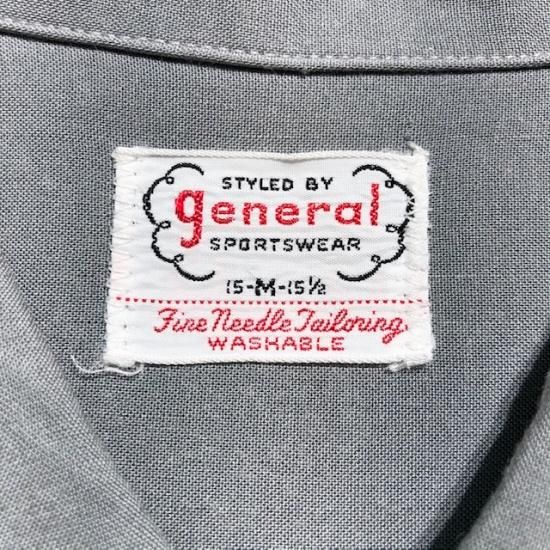 STYLED BY
general
SPORTSWEAR
15-M-15½
Fine Needle Tailoring
WASHABLE